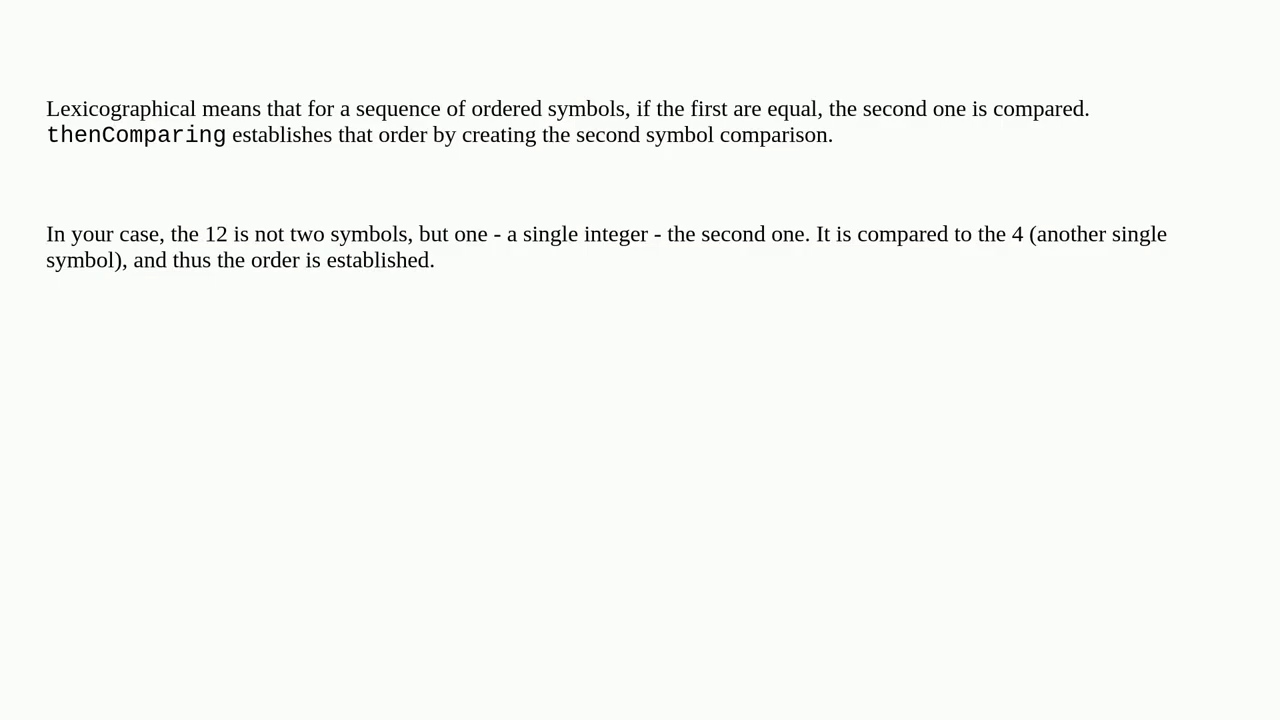 Lexicographical means that for a sequence of ordered symbols, if the first are equal, the second one is compared.
thenComparing establishes that order by creating the second symbol comparison.
In your case, the 12 is not two symbols, but one - a single integer - the second one. It is compared to the 4 (another single
symbol), and thus the order is established.